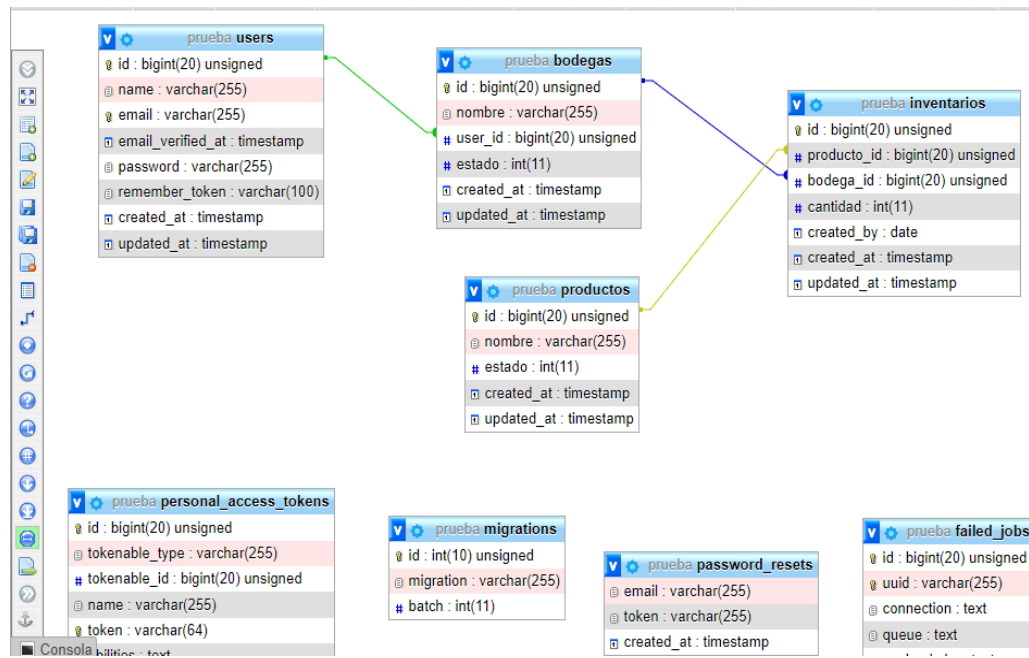 prueba users
id : bigint(20) unsigned
name : varchar(255)
email : varchar(255)
email_verified_at : timestamp
password : varchar(255)
remember_token : varchar(100)
created_at : timestamp
updated_at : timestamp
prueba bodegas
id : bigint(20) unsigned
nombre : varchar(255)
user_id : bigint(20) unsigned
estado : int(11)
created_at : timestamp
updated_at : timestamp
prueba inventarios
id : bigint(20) unsigned
producto_id : bigint(20) unsigned
bodega_id : bigint(20) unsigned
cantidad : int(11)
created_by : date
created_at : timestamp
updated_at : timestamp
prueba productos
id : bigint(20) unsigned
nombre : varchar(255)
estado : int(11)
created_at : timestamp
updated_at : timestamp
prueba personal_access_tokens
id : bigint(20) unsigned
tokenable_type : varchar(255)
tokenable_id : bigint(20) unsigned
name : varchar(255)
token : varchar(64)
Consola
prueba migrations
id : int(10) unsigned
migration : varchar(255)
batch : int(11)
prueba password_resets
email : varchar(255)
token : varchar(255)
created_at : timestamp
prueba failed_jobs
id : bigint(20) unsigned
uuid : varchar(255)
connection : text
queue : text